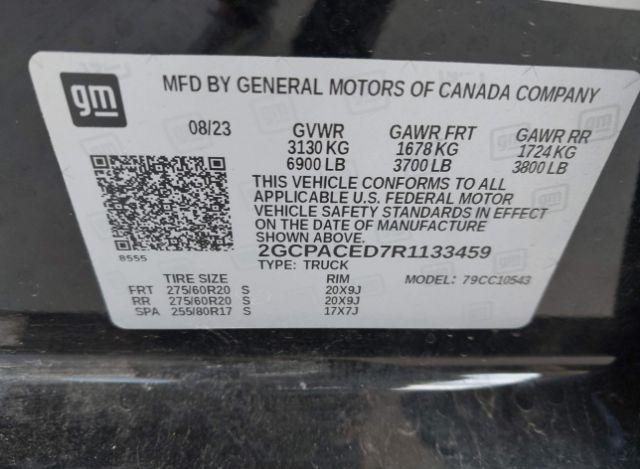 gm
MFD BY GENERAL MOTORS OF CANADA COMPANY
08/23 GVWR GAWR FRT GAWR RR
3130 KG 1678 KG 1724 KG
6900 LB 3700 LB 3800 LB
THIS VEHICLE CONFORMS TO ALL
APPLICABLE U.S. FEDERAL MOTOR
VEHICLE SAFETY STANDARDS IN EFFECT
ON THE DATE OF MANUFACTURE
SHOWN ABOVE.
2GCPACED7R1133459
8555
TYPE: TRUCK MODEL: 79CC10543
TIRE SIZE RIM
FRT 275/60R20 S 20X9J
RR 275/60R20 S 20X9J
SPA 255/80R17 S 17X7J